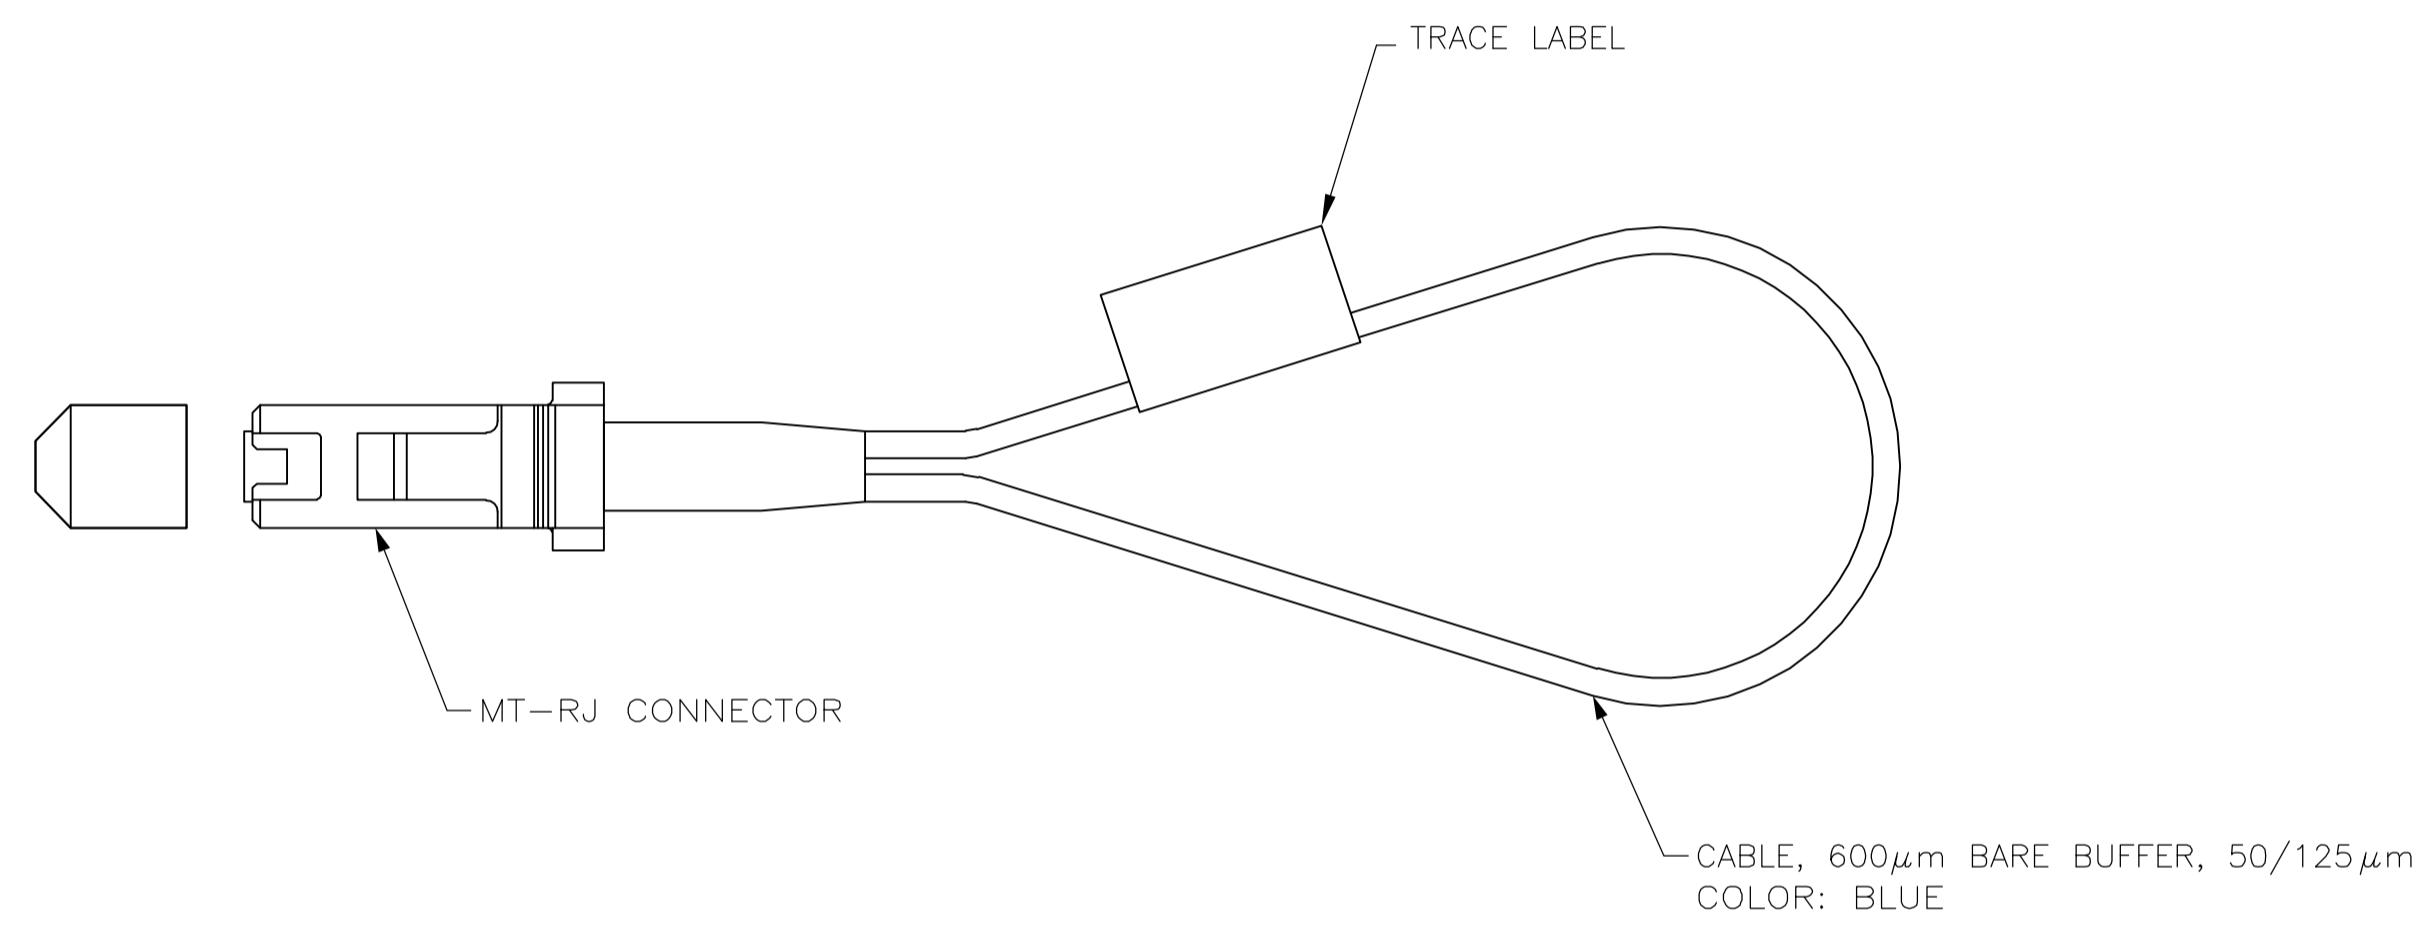 TRACE LABEL
MT-RJ CONNECTOR
CABLE, 600μm BARE BUFFER, 50/125μm
COLOR: BLUE